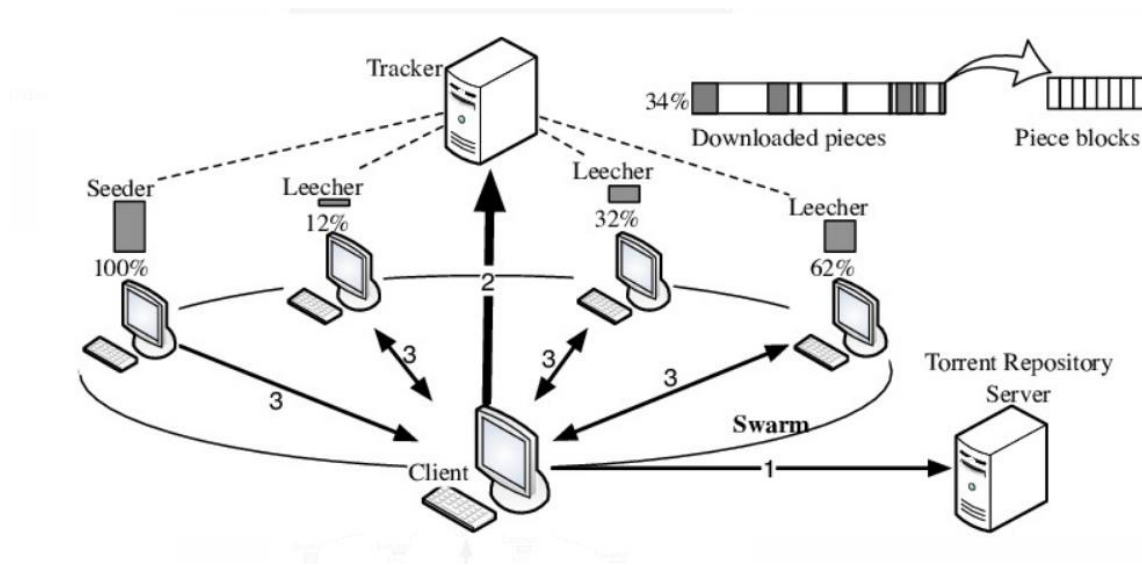 Tracker
34%
Downloaded pieces
Piece blocks
Seeder
100%
Leecher
12%
Leecher
32%
Leecher
62%
2
3
3
3
3
Torrent Repository
Server
Swarm
Client
1